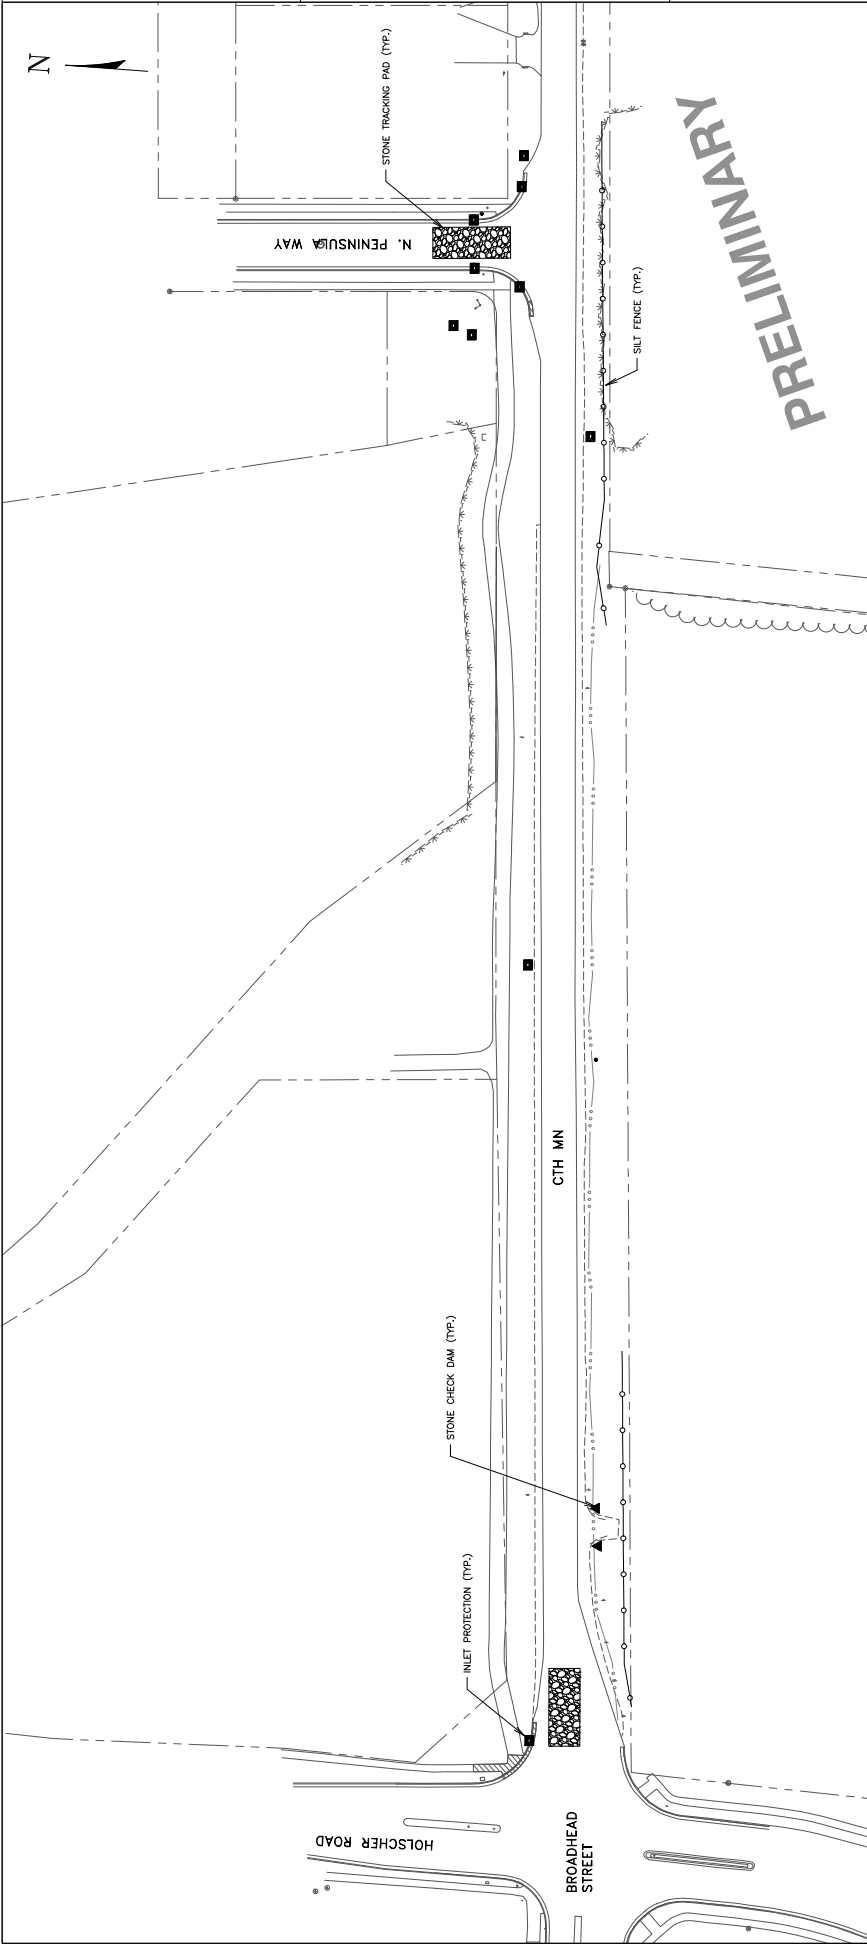 N
STONE TRACKING PAD (TYP.)
PRELIMINARY
N. PENINSULA WAY
SILT FENCE (TYP.)
CTH MN
STONE CHECK DAM (TYP.)
INLET PROTECTION (TYP.)
HOLSCHER ROAD
BROADHEAD
STREET